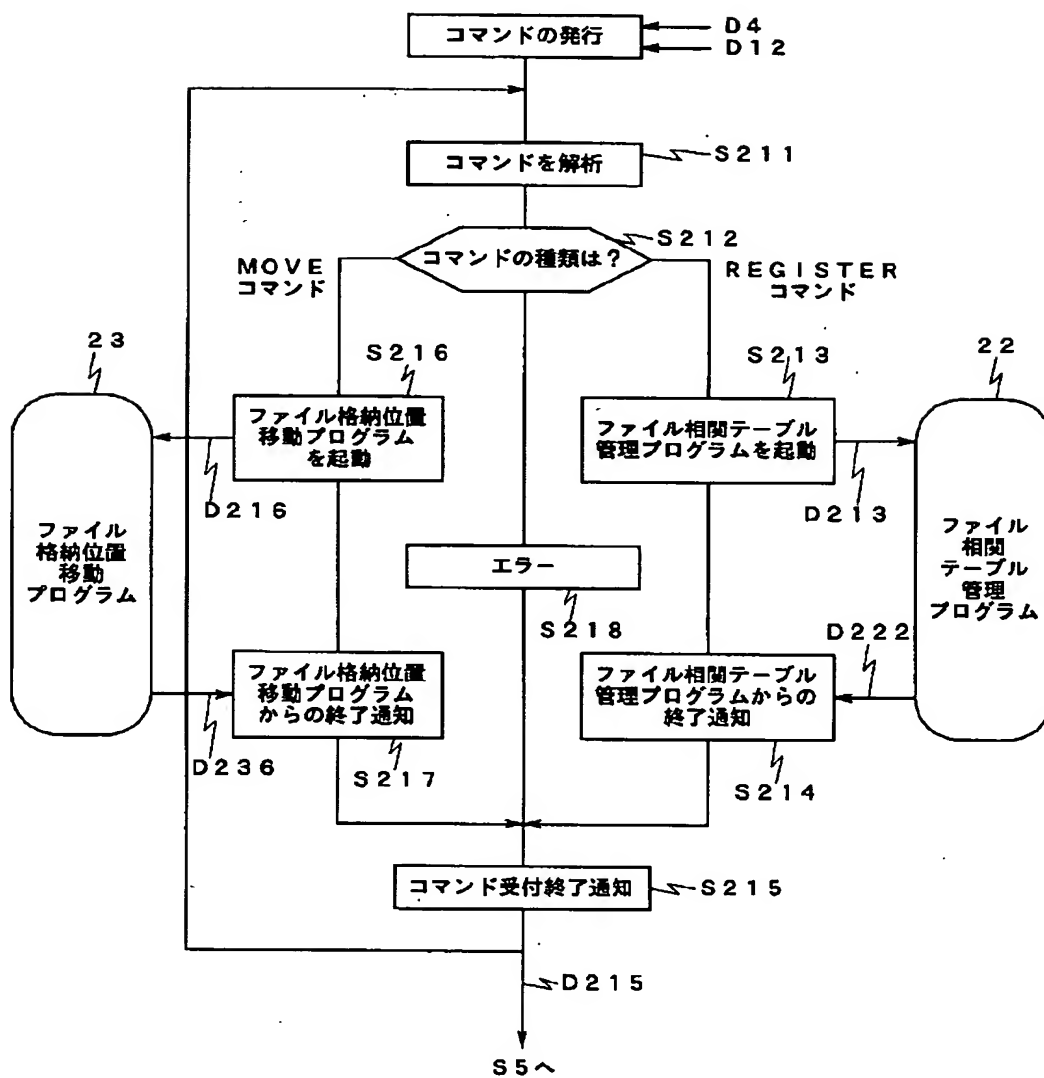 コマンドの発行
D4
D12
コマンドを解析
S211
コマンドの種類は?
S212
MOVE
コマンド
REGISTER
コマンド
23
S216
S213
22
ファイル格納位置
移動プログラム
を起動
ファイル相関テーブル
管理プログラムを起動
D216
D213
ファイル
格納位置
移動
プログラム
エラー
ファイル
相関
テーブル
管理
プログラム
S218
D222
ファイル格納位置
移動プログラム
からの終了通知
ファイル相関テーブル
管理プログラムからの
終了通知
D236
S217
S214
コマンド受付終了通知
S215
D215
S5へ